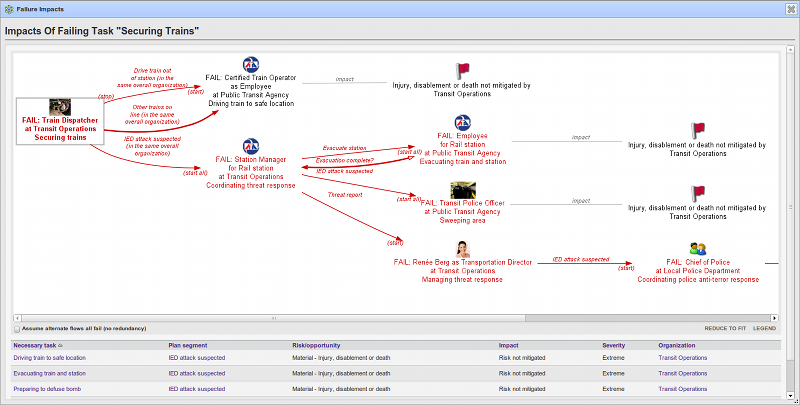 Failure Impacts
Impacts Of Failing Task "Securing Trains"
Drive train out
of station (in the
same overall organization)
(stop)
(start)
FAIL: Certified Train Operator
as Employee
at Public Transit Agency
Driving train to safe location
impact
Injury, disablement or death not mitigated by
Transit Operations
Other trains on
line (in the same
overall organization)
FAIL: Train Dispatcher
at Transit Operations
Securing trains
IED attack suspected
(in the same overall
organization)
(start all)
FAIL: Station Manager
for Rail station
at Transit Operations
Coordinating threat response
Evacuate station
(start all)
Evacuation complete?
IED attack suspected
FAIL: Employee
for Rail station
at Public Transit Agency
Evacuating train and station
impact
Injury, disablement or death not mitigated by
Transit Operations
Threat report
(start all)
FAIL: Transit Police Officer
at Public Transit Agency
Sweeping area
impact
Injury, disablement or death not mitigated by
Transit Operations
(start)
FAIL: Renée Berg as Transportation Director
at Transit Operations
Managing threat response
IED attack suspected
(start)
FAIL: Chief of Police
at Local Police Department
Coordinating police anti-terror response
Assume alternate flows all fail (no redundancy) REDUCE TO FIT LEGEND
Necessary task Plan segment Risk/opportunity Impact Severity Organization
Driving train to safe location IED attack suspected Material - Injury, disablement or death Risk not mitigated Extreme Transit Operations
Evacuating train and station IED attack suspected Material - Injury, disablement or death Risk not mitigated Extreme Transit Operations
Preparing to defuse bomb IED attack suspected Material - Injury, disablement or death Risk not mitigated Extreme Transit Operations